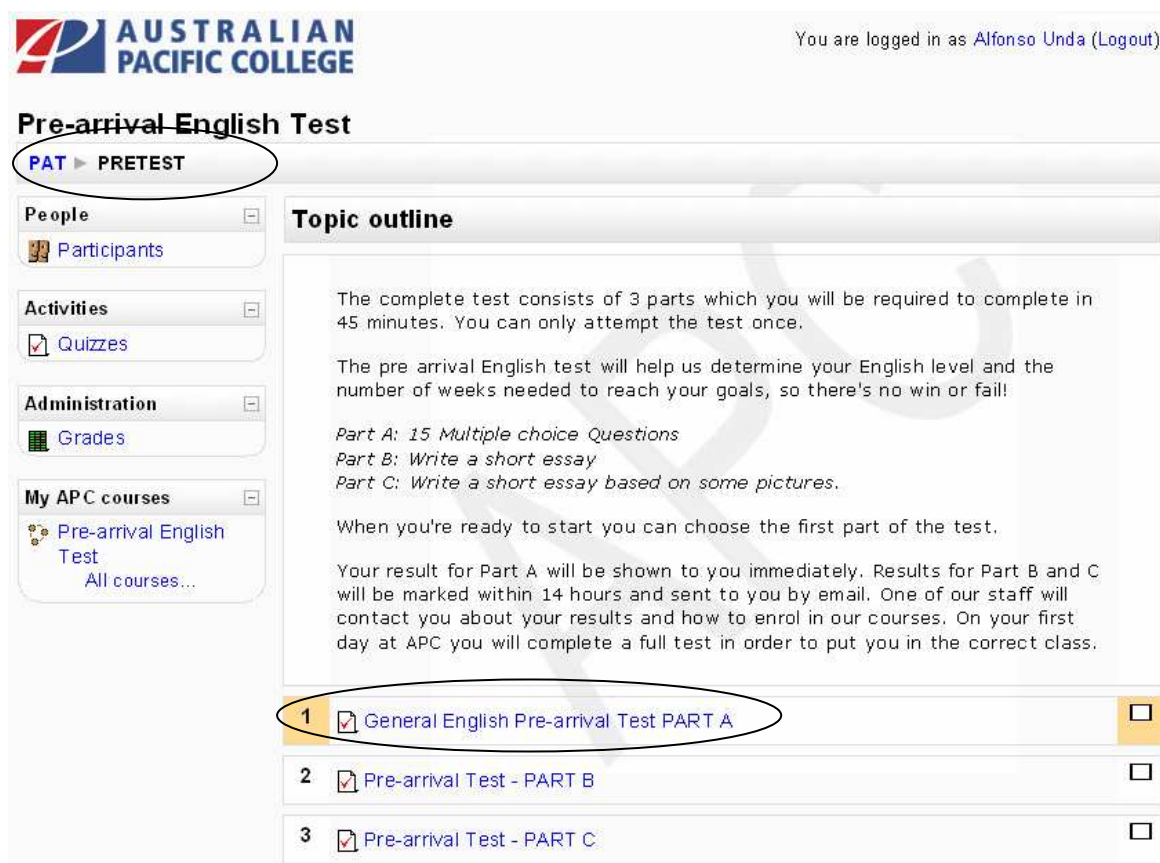 AUSTRALIAN
PACIFIC COLLEGE
You are logged in as Alfonso Unda (Logout)
Pre-arrival English Test
PAT ► PRETEST
People
Participants
Activities
Quizzes
Administration
Grades
My APC courses
Pre-arrival English
Test
All courses...
Topic outline
The complete test consists of 3 parts which you will be required to complete in
45 minutes. You can only attempt the test once.
The pre arrival English test will help us determine your English level and the
number of weeks needed to reach your goals, so there's no win or fail!
Part A: 15 Multiple choice Questions
Part B: Write a short essay
Part C: Write a short essay based on some pictures.
When you're ready to start you can choose the first part of the test.
Your result for Part A will be shown to you immediately. Results for Part B and C
will be marked within 14 hours and sent to you by email. One of our staff will
contact you about your results and how to enrol in our courses. On your first
day at APC you will complete a full test in order to put you in the correct class.
1 General English Pre-arrival Test PART A
2 Pre-arrival Test - PART B
3 Pre-arrival Test - PART C
APC